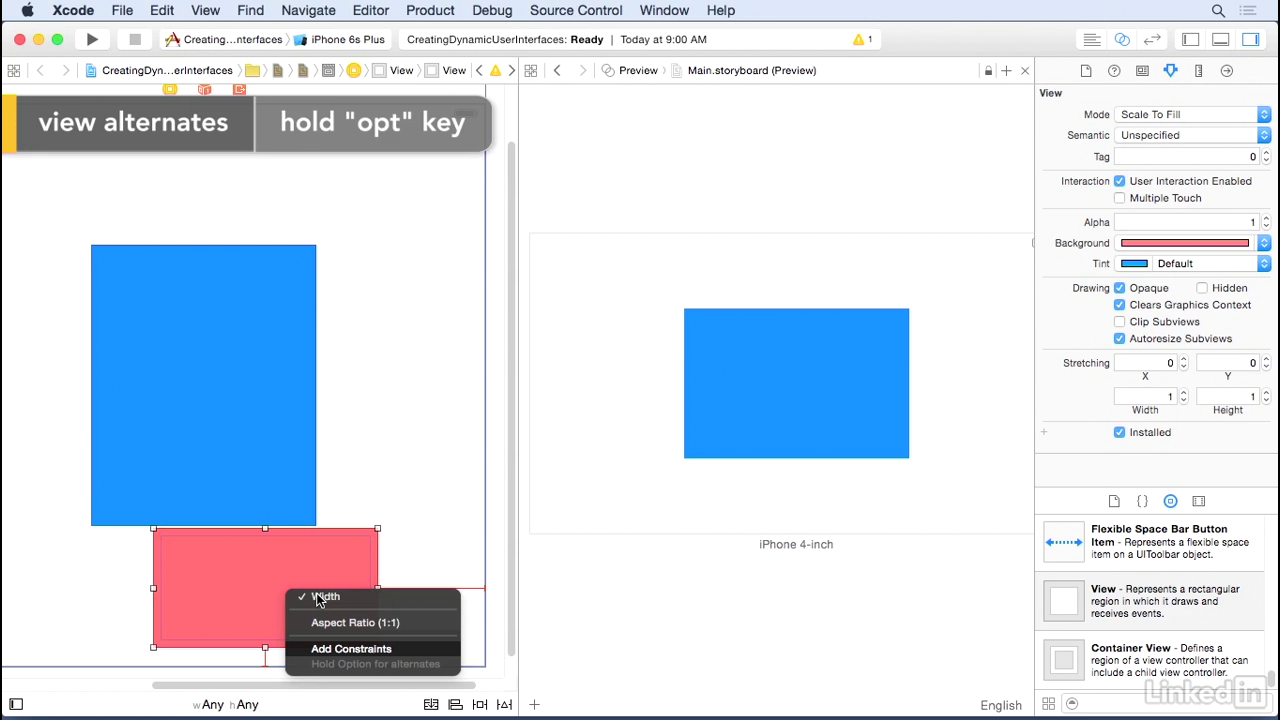 Xcode File Edit View Find Navigate Editor Product Debug Source Control Window Help
Creating...nterfaces iPhone 6s Plus CreatingDynamicUserInterfaces: Ready | Today at 9:00 AM 1
CreatingDyn...erInterfaces View View Preview Main.storyboard (Preview)
view alternates hold "opt" key
View
Mode Scale To Fill
Semantic Unspecified
Tag 0
Interaction User Interaction Enabled
Multiple Touch
Alpha 1
Background
Tint Default
Drawing Opaque Hidden
Clears Graphics Context
Clip Subviews
Autoresize Subviews
Stretching 0 0
X Y
1 1
Width Height
Installed
iPhone 4-inch
Width
Aspect Ratio (1:1)
Add Constraints
Hold Option for alternates
Flexible Space Bar Button
Item - Represents a flexible
space item on a UIToolbar object.
View - Represents a rectangular
region in which it draws and
receives events.
Container View - Defines a
region of a view controller that can
include a child view controller.
wAny hAny
English
LinkedIn